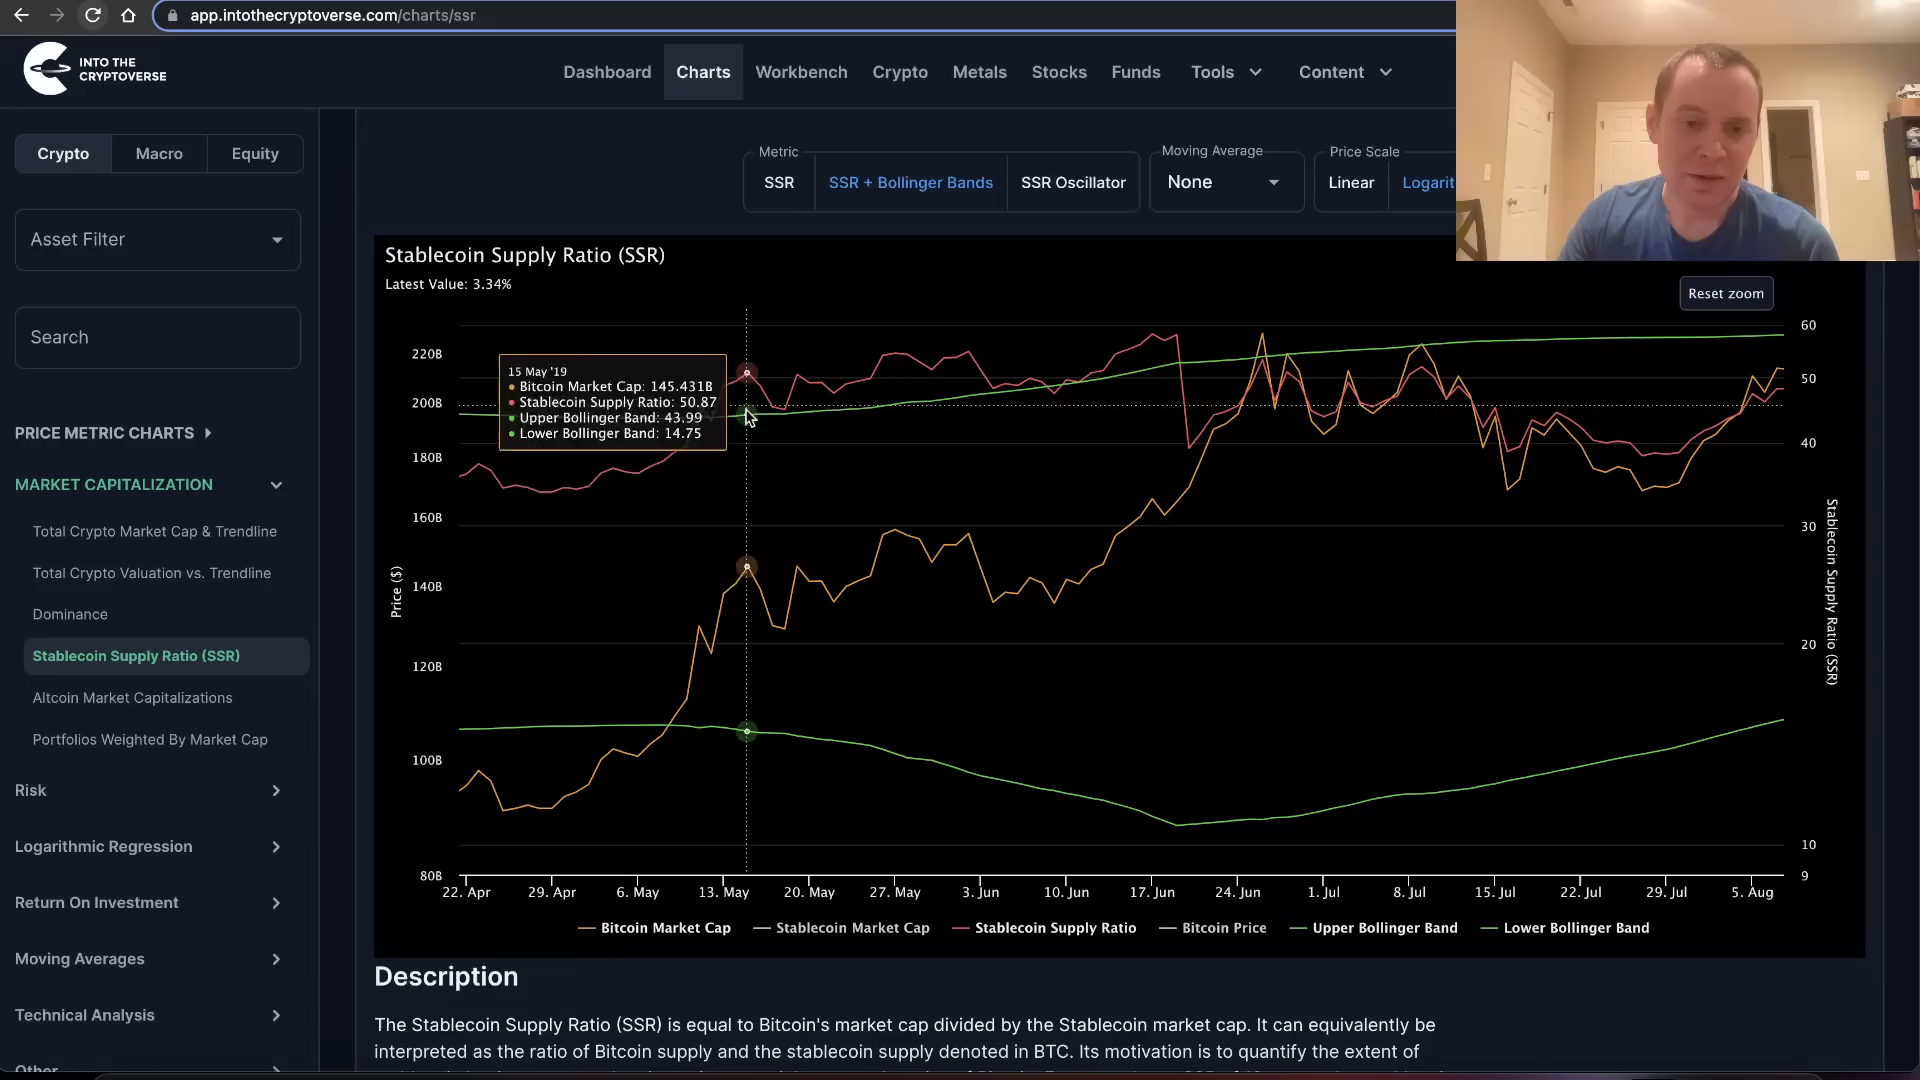 app.intothecryptoverse.com/charts/ssr
INTO THE
CRYPTOVERSE
Dashboard
Charts
Workbench
Crypto
Metals
Stocks
Funds
Tools
Content
Crypto
Macro
Equity
Asset Filter
Search
PRICE METRIC CHARTS
MARKET CAPITALIZATION
Total Crypto Market Cap & Trendline
Total Crypto Valuation vs. Trendline
Dominance
Stablecoin Supply Ratio (SSR)
Altcoin Market Capitalizations
Portfolios Weighted By Market Cap
Risk
Logarithmic Regression
Return On Investment
Moving Averages
Technical Analysis
Other
Metric
SSR
SSR + Bollinger Bands
SSR Oscillator
Moving Average
None
Price Scale
Linear
Logarit
Stablecoin Supply Ratio (SSR)
Latest Value: 3.34%
Reset zoom
15 May '19
Bitcoin Market Cap: 145.431B
Stablecoin Supply Ratio: 50.87
Upper Bollinger Band: 43.99
Lower Bollinger Band: 14.75
220B
200B
180B
160B
140B
120B
100B
80B
Price ($)
60
50
40
30
20
10
9
Stablecoin Supply Ratio (SSR)
22. Apr
29. Apr
6. May
13. May
20. May
27. May
3. Jun
10. Jun
17. Jun
24. Jun
1. Jul
8. Jul
15. Jul
22. Jul
29. Jul
5. Aug
Bitcoin Market Cap
Stablecoin Market Cap
Stablecoin Supply Ratio
Bitcoin Price
Upper Bollinger Band
Lower Bollinger Band
Description
The Stablecoin Supply Ratio (SSR) is equal to Bitcoin's market cap divided by the Stablecoin market cap. It can equivalently be
interpreted as the ratio of Bitcoin supply and the stablecoin supply denoted in BTC. Its motivation is to quantify the extent of